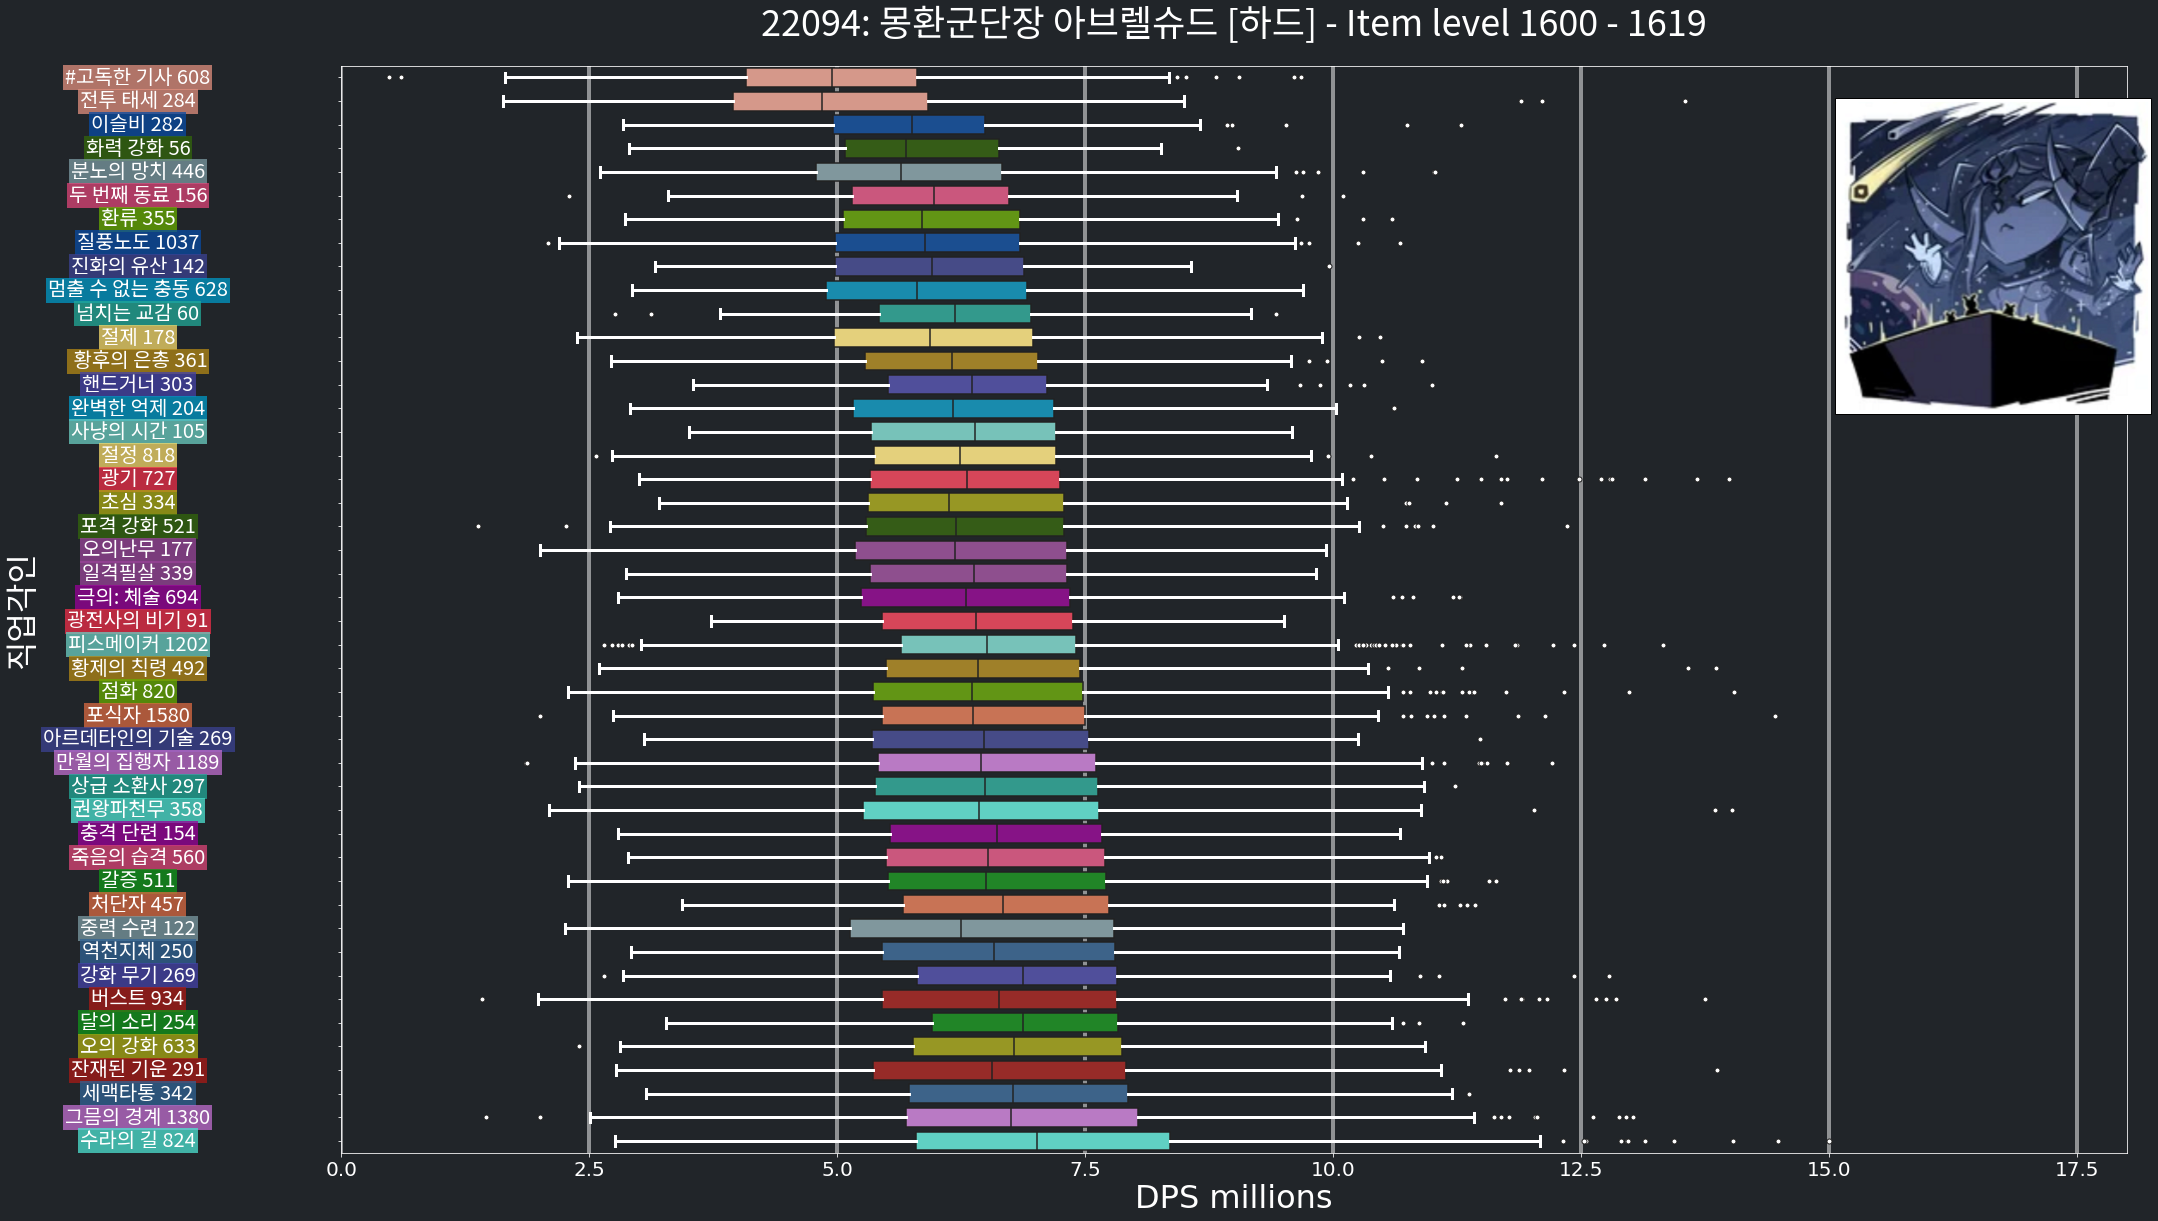 22094: 몽환군단장 아브렐슈드 [하드] - Item level 1600 - 1619
#고독한 기사 608
전투 태세 284
이슬비 282
화력 강화 56
분노의 망치 446
두 번째 동료 156
환류 355
질풍노도 1037
진화의 유산 142
멈출 수 없는 충동 628
넘치는 교감 60
절제 178
황후의 은총 361
핸드거너 303
완벽한 억제 204
사냥의 시간 105
절정 818
광기 727
초심 334
포격 강화 521
오의난무 177
일격필살 339
극의: 체술 694
광전사의 비기 91
피스메이커 1202
황제의 칙령 492
점화 820
포식자 1580
아르데타인의 기술 269
만월의 집행자 1189
상급 소환사 297
권왕파천무 358
충격 단련 154
죽음의 습격 560
갈증 511
처단자 457
중력 수련 122
역천지체 250
강화 무기 269
버스트 934
달의 소리 254
오의 강화 633
잔재된 기운 291
세맥타통 342
그믐의 경계 1380
수라의 길 824
직업각인
0.0 2.5 5.0 7.5 10.0 12.5 15.0 17.5
DPS millions